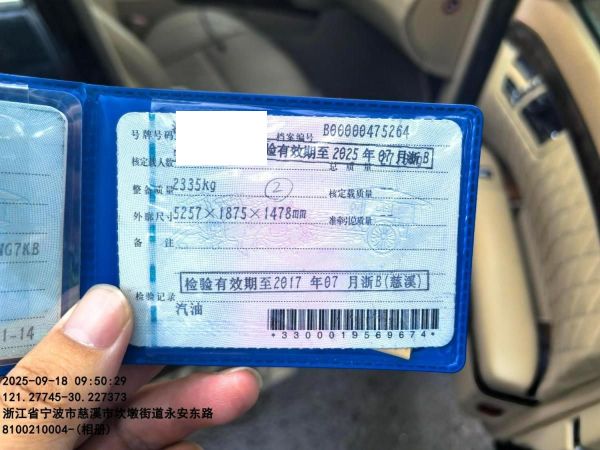 号牌号码
档案编号 B00000475264
核定载人数
检验有效期至2025年07月浙B
总质量
整备质量 2335kg
②
核定载质量 --
外廓尺寸 5257×1875×1478mm
准牵引总质量 --
备 注
检验有效期至2017 年07 月浙B(慈溪)
检验记录
汽油
*3300019569674*
NG7KB
1-14
2025-09-18 09:50:29
121.27745-30.227373
浙江省宁波市慈溪市坎墩街道永安东路
8100210004-(相册)